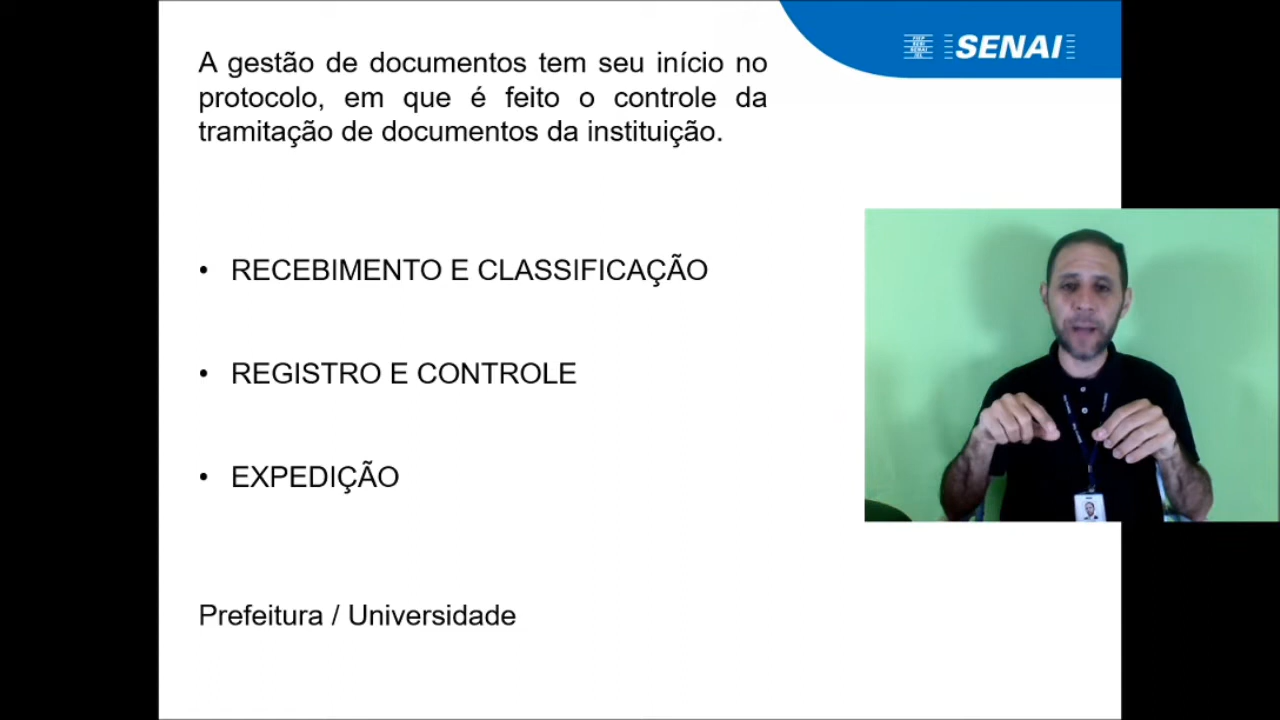 SENAI
A gestão de documentos tem seu início no
protocolo, em que é feito o controle da
tramitação de documentos da instituição.
• RECEBIMENTO E CLASSIFICAÇÃO
• REGISTRO E CONTROLE
• EXPEDIÇÃO
Prefeitura / Universidade